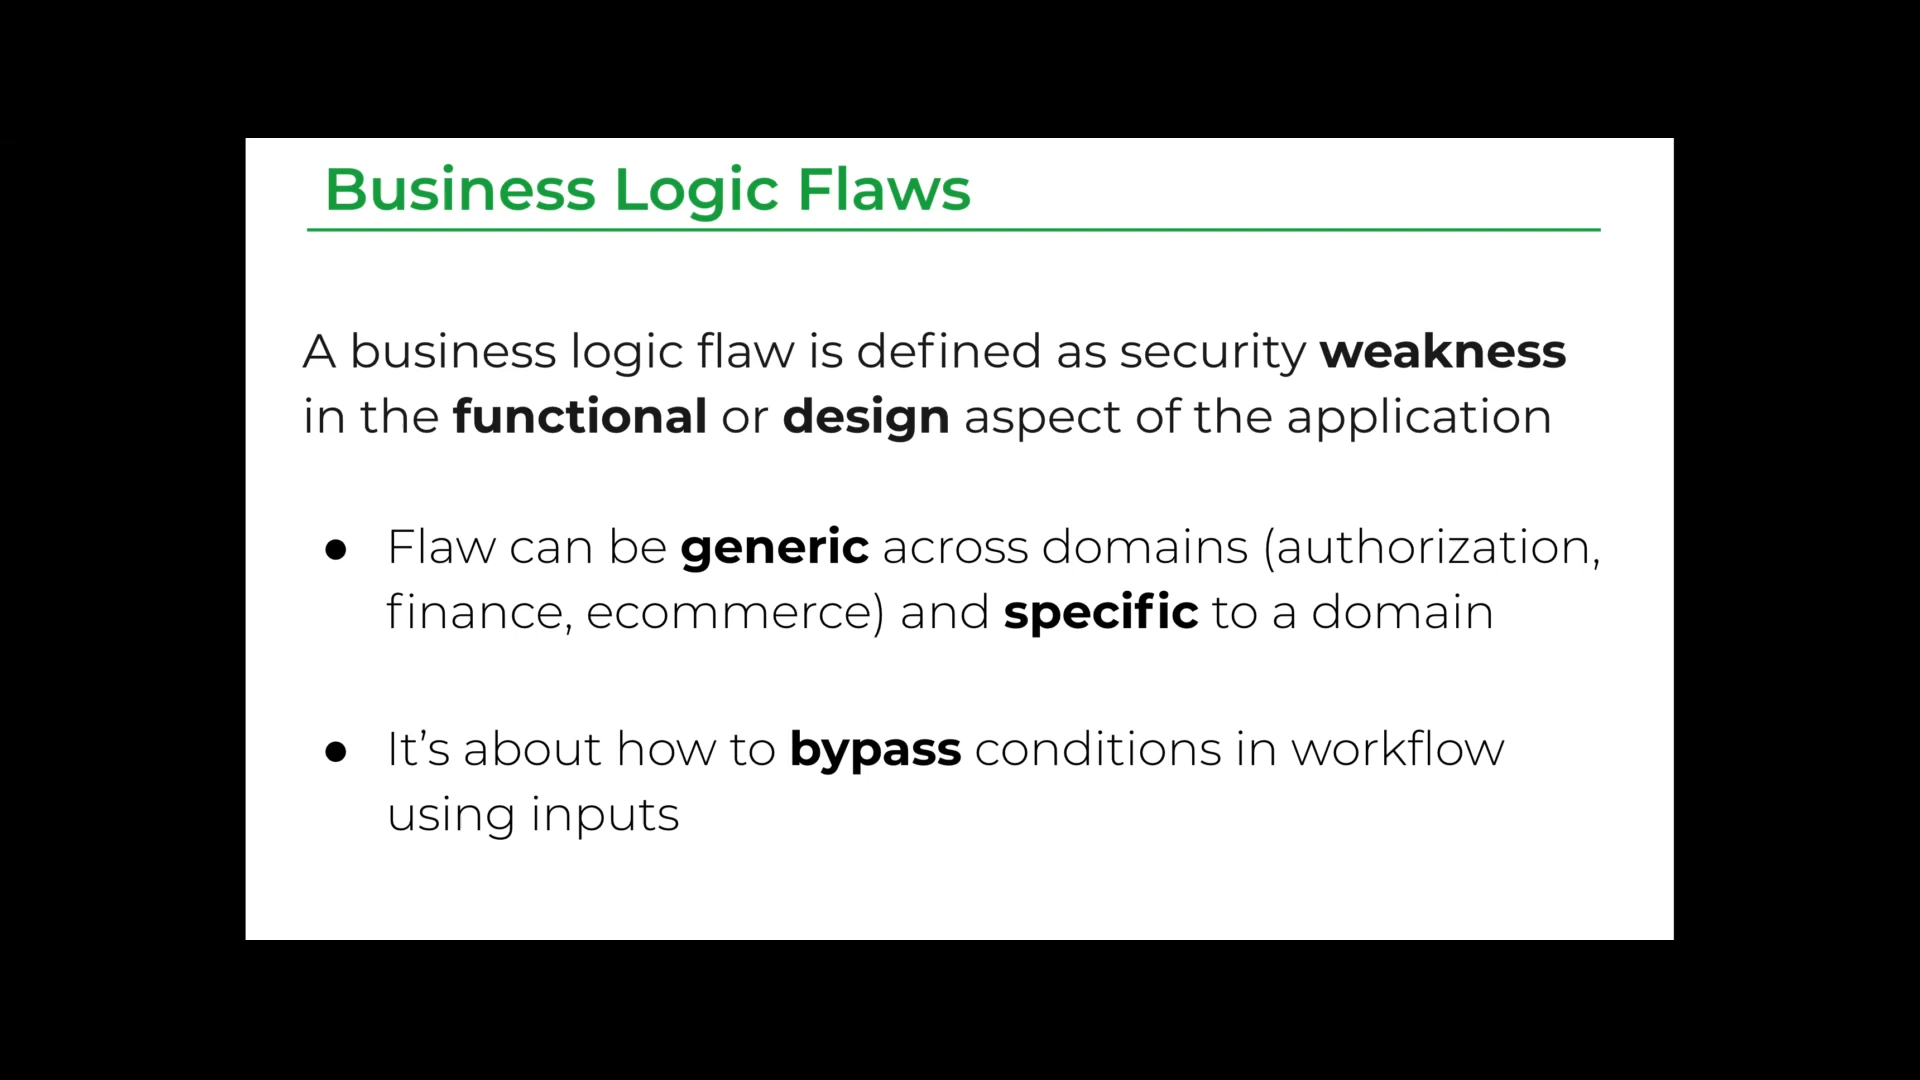 Business Logic Flaws
A business logic flaw is defined as security weakness
in the functional or design aspect of the application
● Flaw can be generic across domains (authorization,
finance, ecommerce) and specific to a domain
● It’s about how to bypass conditions in workflow
using inputs